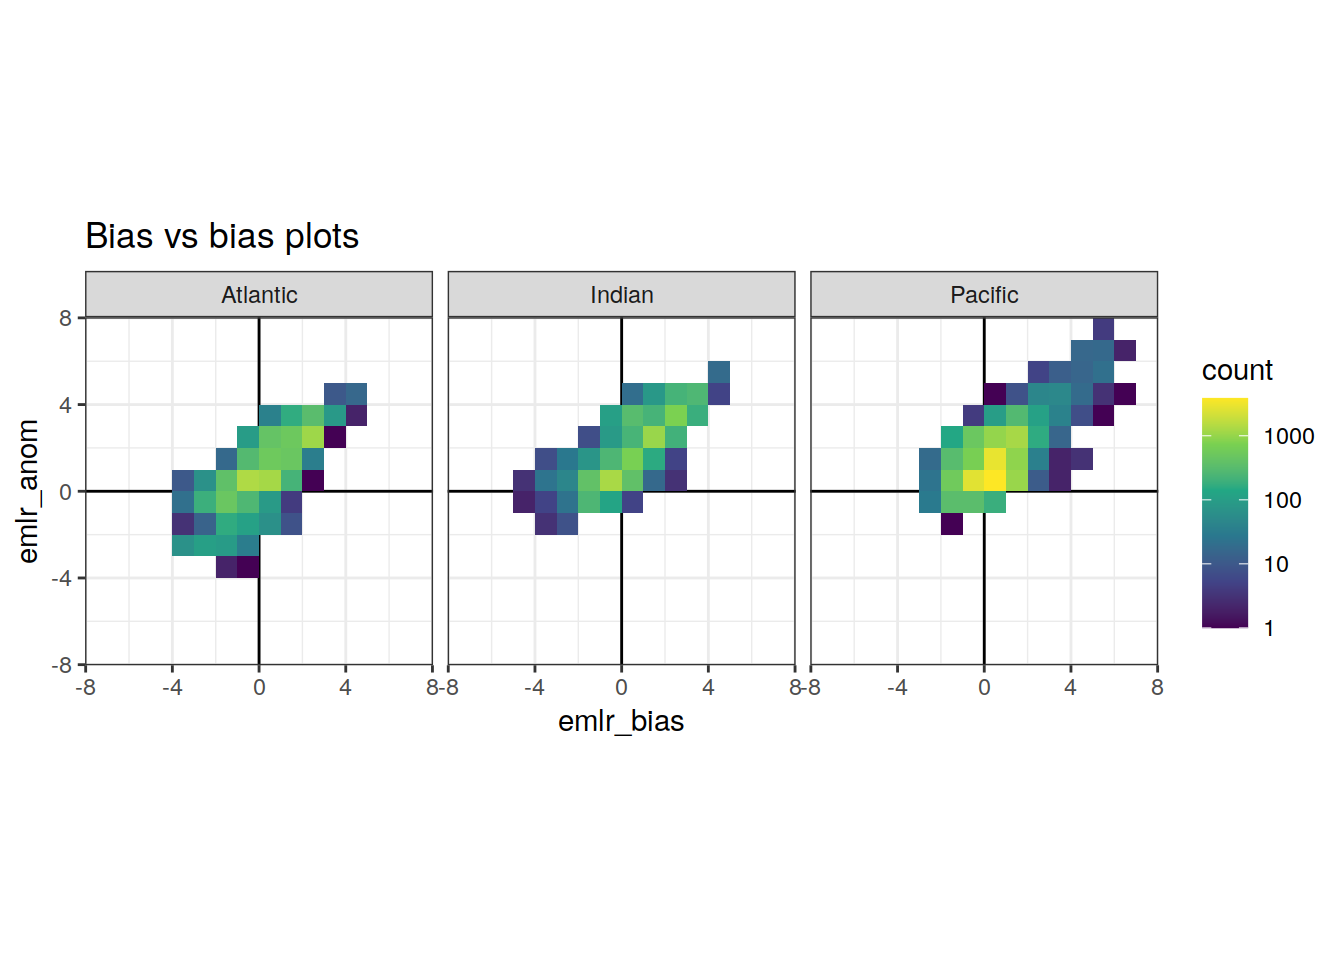 Bias vs bias plots
Atlantic Indian Pacific
8
4
0
-4
-8
emlr_anom
-8 -4 0 4 8 -8 -4 0 4 8 -8 -4 0 4 8
emlr_bias
count
1000
100
10
1